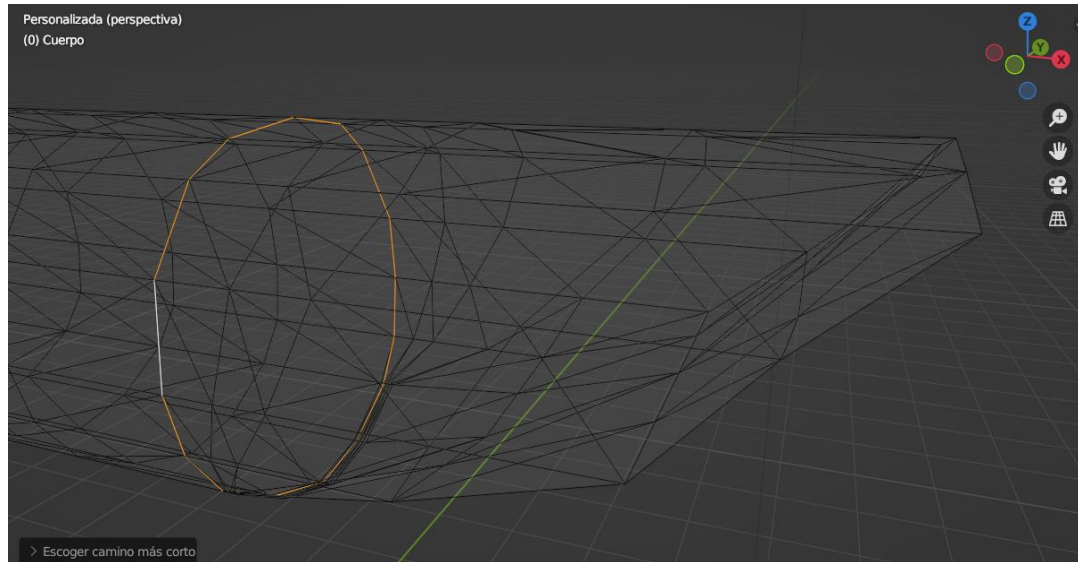 Personalizada (perspectiva)
(0) Cuerpo
Z
Y
X
> Escoger camino más corto